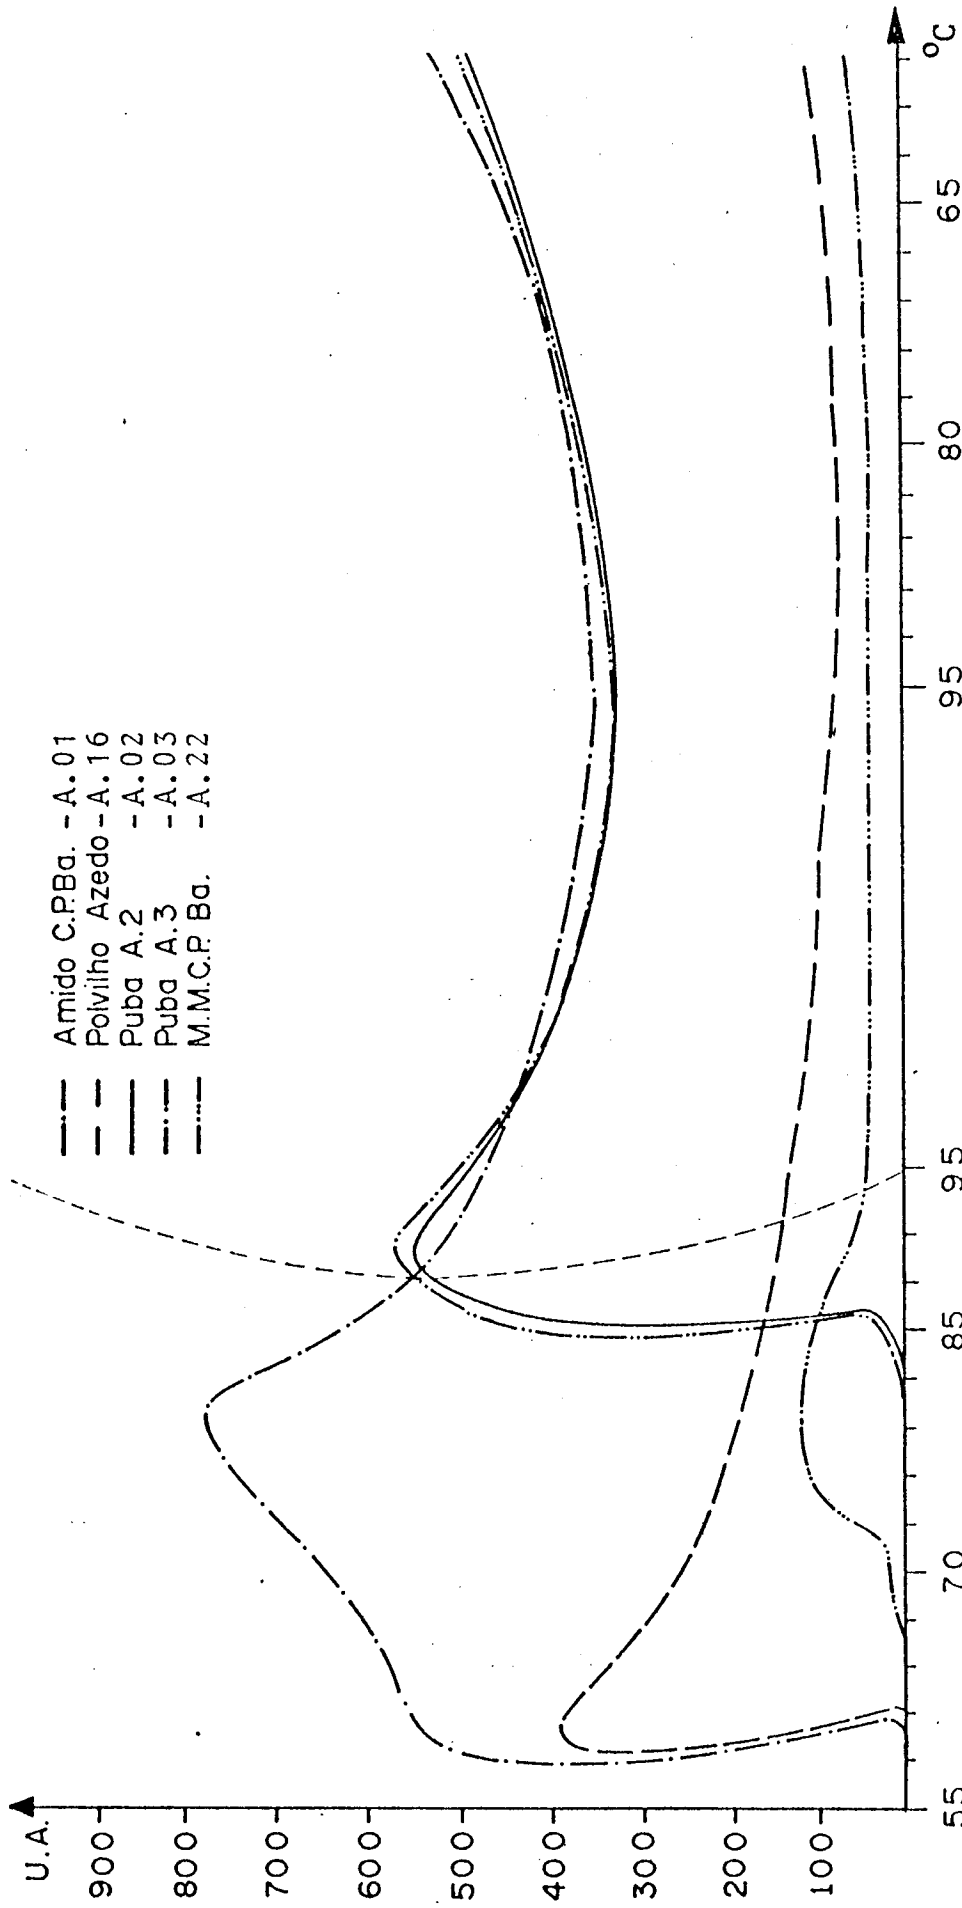 U.A.
900
800
700
600
500
400
300
200
100
Amido C.P.Ba. -A.01
Polvilho Azedo -A.16
Puba A.2 -A.02
Puba A.3 -A.03
M.M.C.P. Ba. -A.22
55 70 85 95 95 80 65 °C